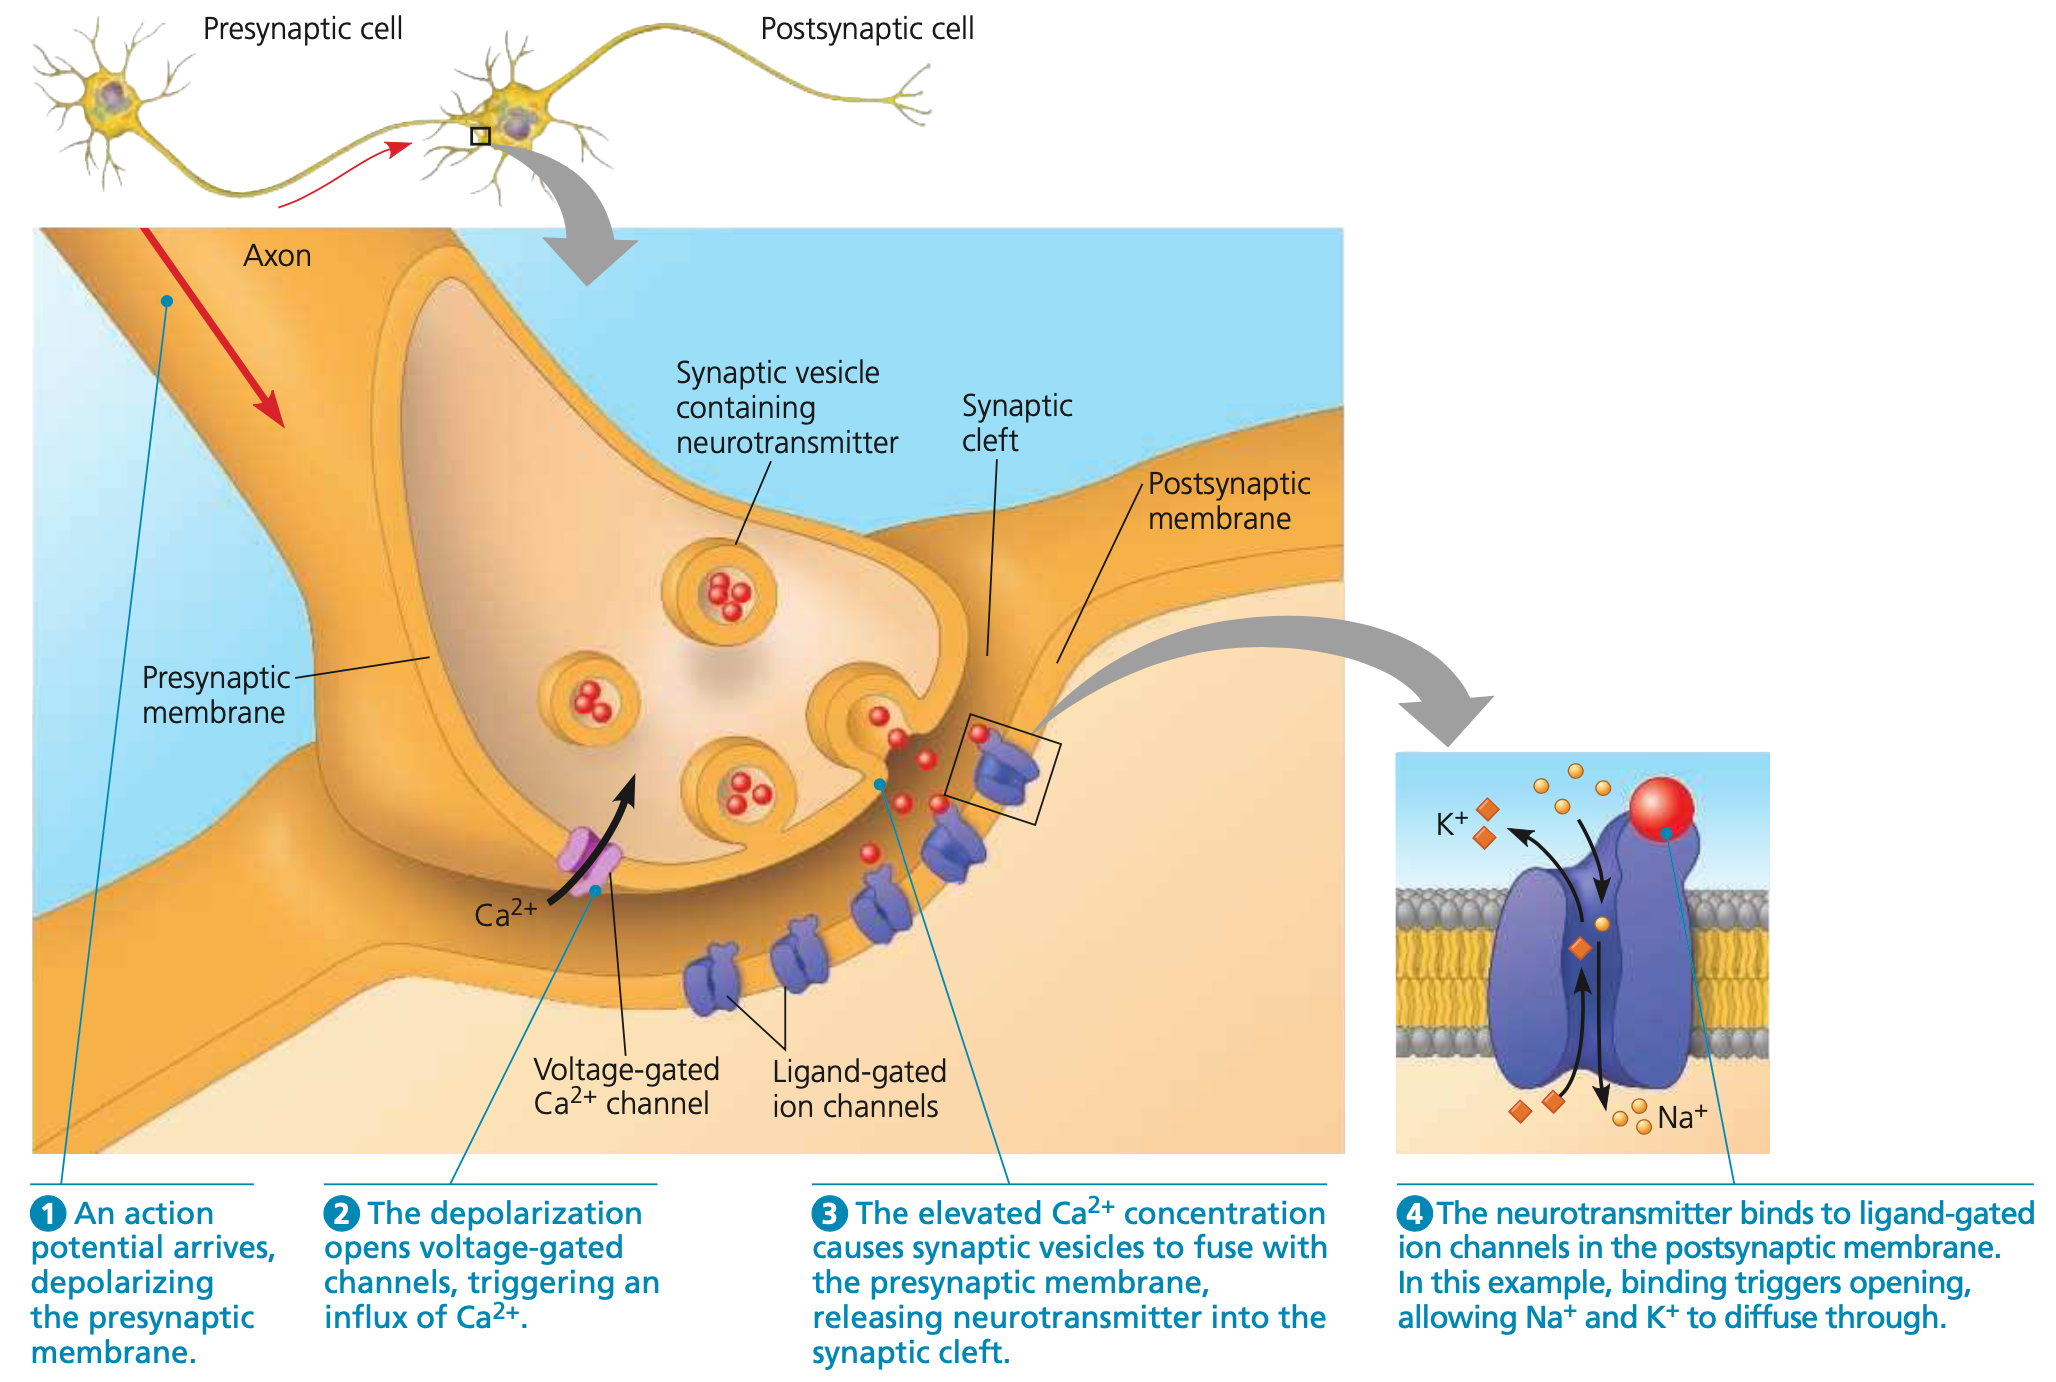 Presynaptic cell
Postsynaptic cell
Axon
Synaptic vesicle
containing
neurotransmitter
Synaptic
cleft
Postsynaptic
membrane
Presynaptic
membrane
Ca²⁺
Voltage-gated
Ca²⁺ channel
Ligand-gated
ion channels
K⁺
Na⁺
1 An action
potential arrives,
depolarizing
the presynaptic
membrane.
2 The depolarization
opens voltage-gated
channels, triggering an
influx of Ca²⁺.
3 The elevated Ca²⁺ concentration
causes synaptic vesicles to fuse with
the presynaptic membrane,
releasing neurotransmitter into the
synaptic cleft.
4 The neurotransmitter binds to ligand-gated
ion channels in the postsynaptic membrane.
In this example, binding triggers opening,
allowing Na⁺ and K⁺ to diffuse through.